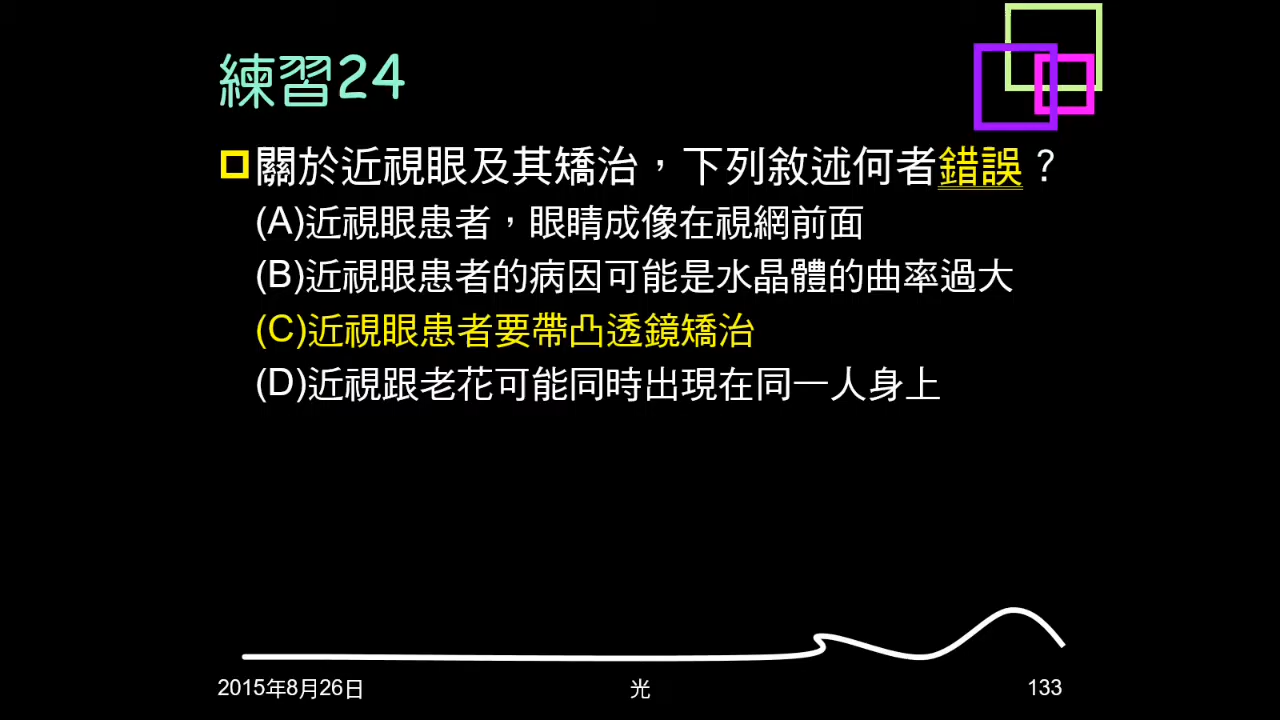 練習24
關於近視眼及其矯治，下列敘述何者錯誤？
(A)近視眼患者，眼睛成像在視網前面
(B)近視眼患者的病因可能是水晶體的曲率過大
(C)近視眼患者要帶凸透鏡矯治
(D)近視跟老花可能同時出現在同一人身上
2015年8月26日
光
133